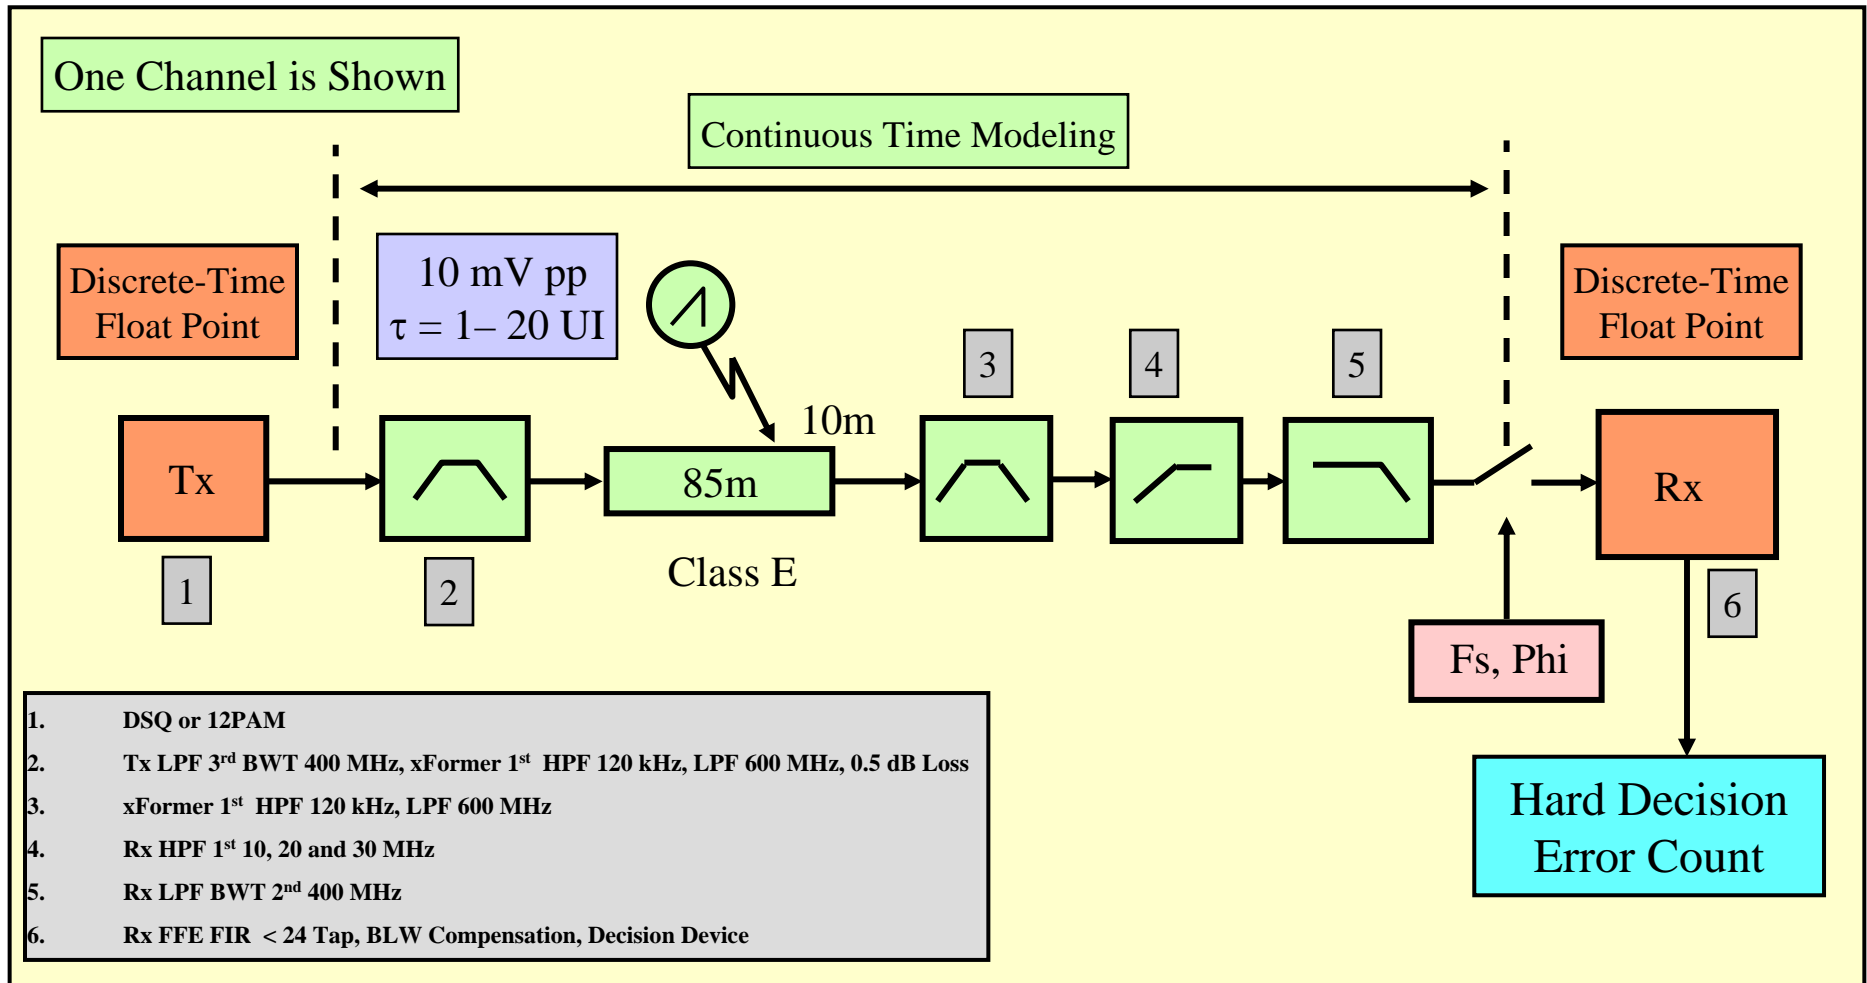 One Channel is Shown
Continuous Time Modeling
Discrete-Time
Float Point
10 mV pp
τ = 1– 20 UI
Discrete-Time
Float Point
3
4
5
10m
Tx
85m
Rx
Class E
1
2
6
Fs, Phi
Hard Decision
Error Count
1. DSQ or 12PAM
2. Tx LPF 3rd BWT 400 MHz, xFormer 1st HPF 120 kHz, LPF 600 MHz, 0.5 dB Loss
3. xFormer 1st HPF 120 kHz, LPF 600 MHz
4. Rx HPF 1st 10, 20 and 30 MHz
5. Rx LPF BWT 2nd 400 MHz
6. Rx FFE FIR < 24 Tap, BLW Compensation, Decision Device